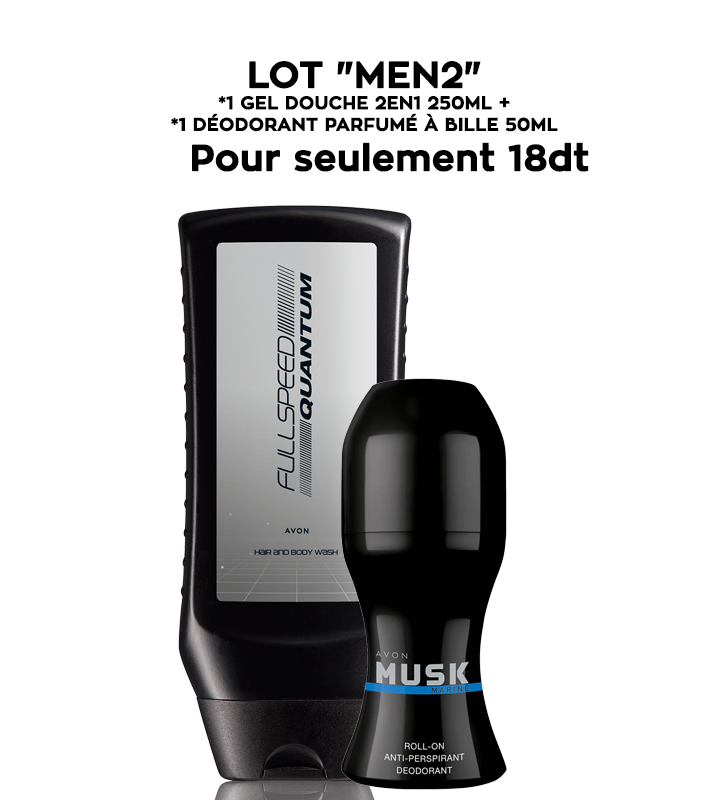 LOT "MEN2"
*1 GEL DOUCHE 2EN1 250ML +
*1 DÉODORANT PARFUMÉ À BILLE 50ML
Pour seulement 18dt
FULLSPEED
QUANTUM
AVON
HAIR AND BODY WASH
AVON
MUSK
MARINE
ROLL-ON
ANTI-PERSPIRANT
DEODORANT